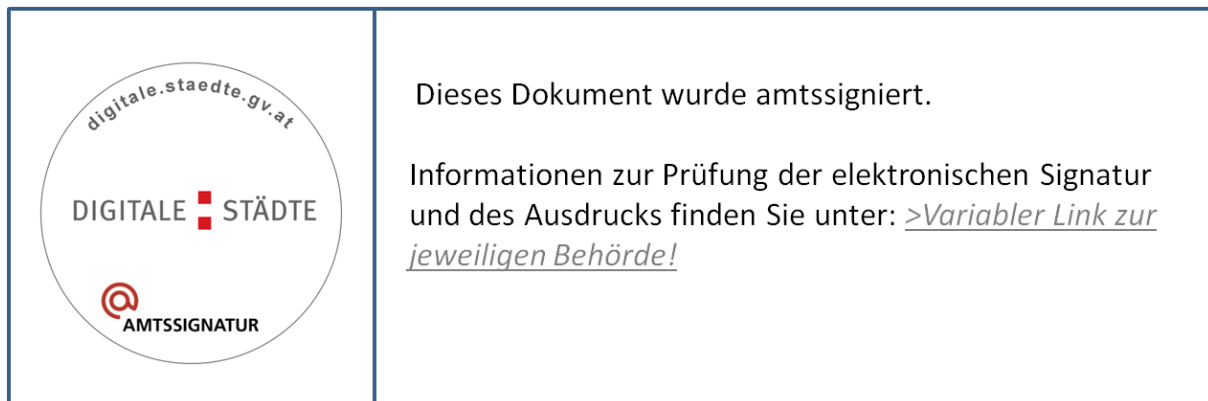 digitale.staedte.gv.at
DIGITALE STÄDTE
AMTSSIGNATUR
Dieses Dokument wurde amtssigniert.
Informationen zur Prüfung der elektronischen Signatur
und des Ausdrucks finden Sie unter: >Variabler Link zur
jeweiligen Behörde!